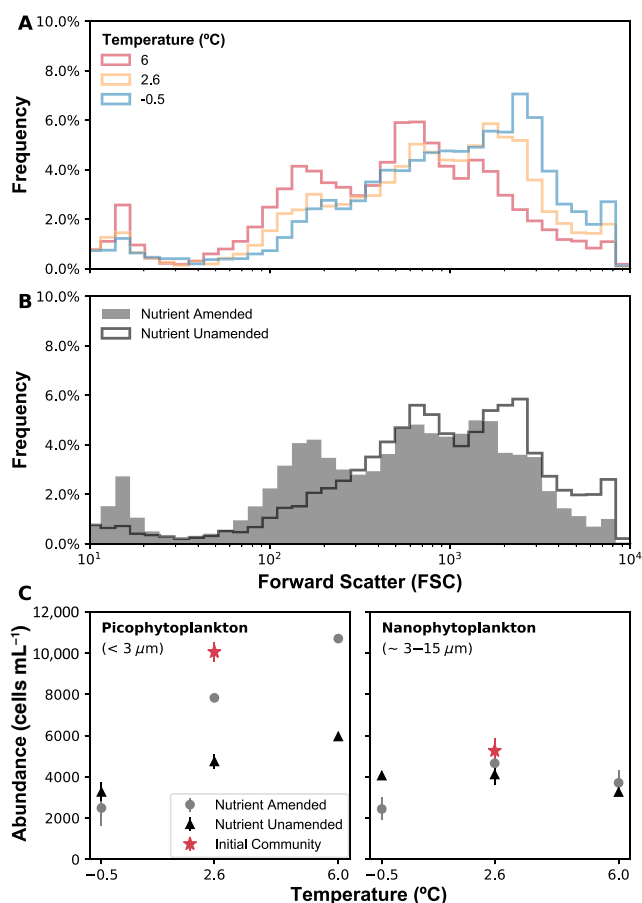 A
10.0%
8.0%
6.0%
4.0%
2.0%
0.0%
Frequency
Temperature (ºC)
6
2.6
-0.5
B
10.0%
8.0%
6.0%
4.0%
2.0%
0.0%
Frequency
Nutrient Amended
Nutrient Unamended
10¹ 10² 10³ 10⁴
Forward Scatter (FSC)
C
12,000
10,000
8000
6000
4000
2000
0
Abundance (cells mL⁻¹)
Picophytoplankton
(< 3 μm)
Nutrient Amended
Nutrient Unamended
Initial Community
Nanophytoplankton
(~ 3−15 μm)
−0.5 2.6 6.0 −0.5 2.6 6.0
Temperature (ºC)